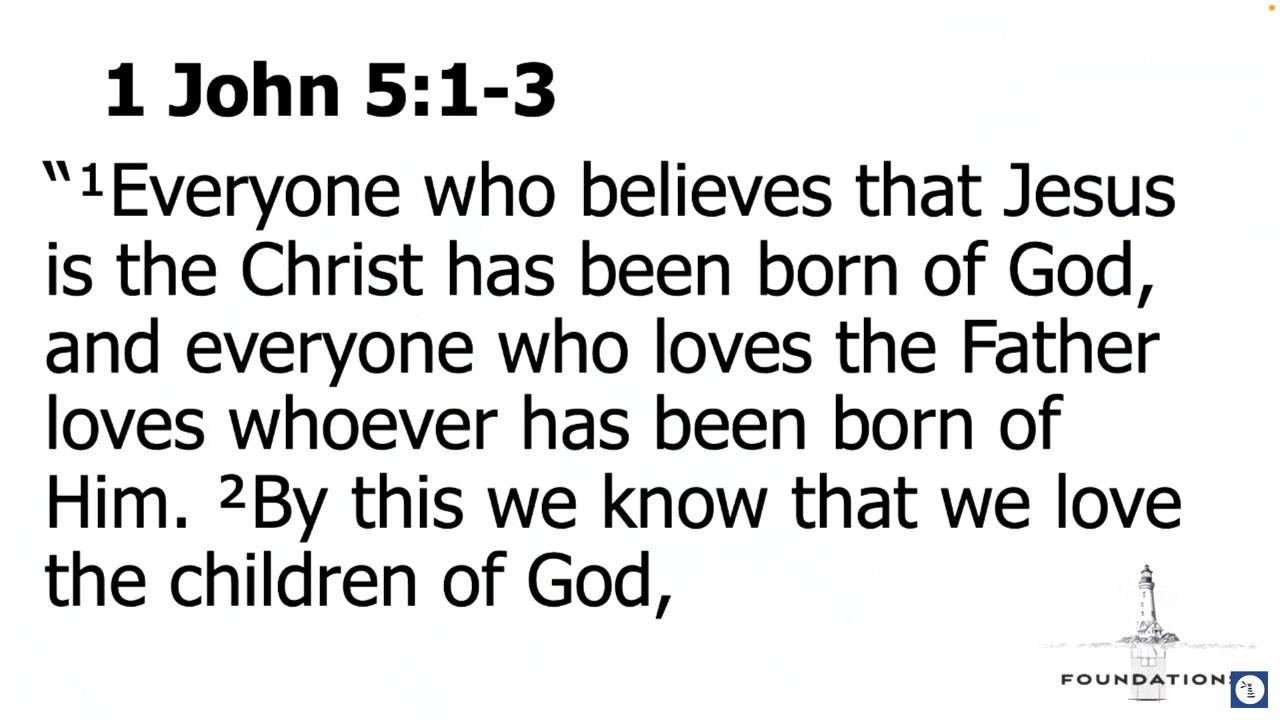 1 John 5:1-3
“¹Everyone who believes that Jesus
is the Christ has been born of God,
and everyone who loves the Father
loves whoever has been born of
Him. ²By this we know that we love
the children of God,
FOUNDATIONS